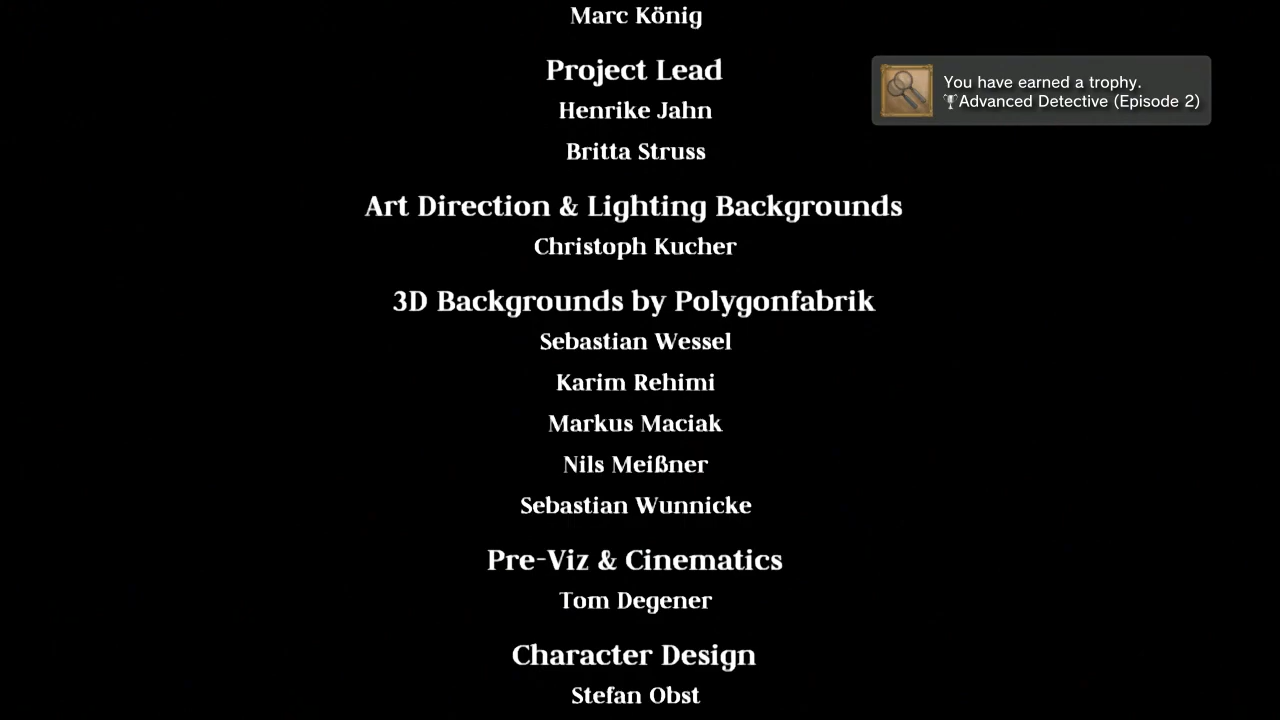 Marc König
Project Lead
Henrike Jahn
Britta Struss
Art Direction & Lighting Backgrounds
Christoph Kucher
3D Backgrounds by Polygonfabrik
Sebastian Wessel
Karim Rehimi
Markus Maciak
Nils Meißner
Sebastian Wunnicke
Pre-Viz & Cinematics
Tom Degener
Character Design
Stefan Obst
You have earned a trophy.
Advanced Detective (Episode 2)